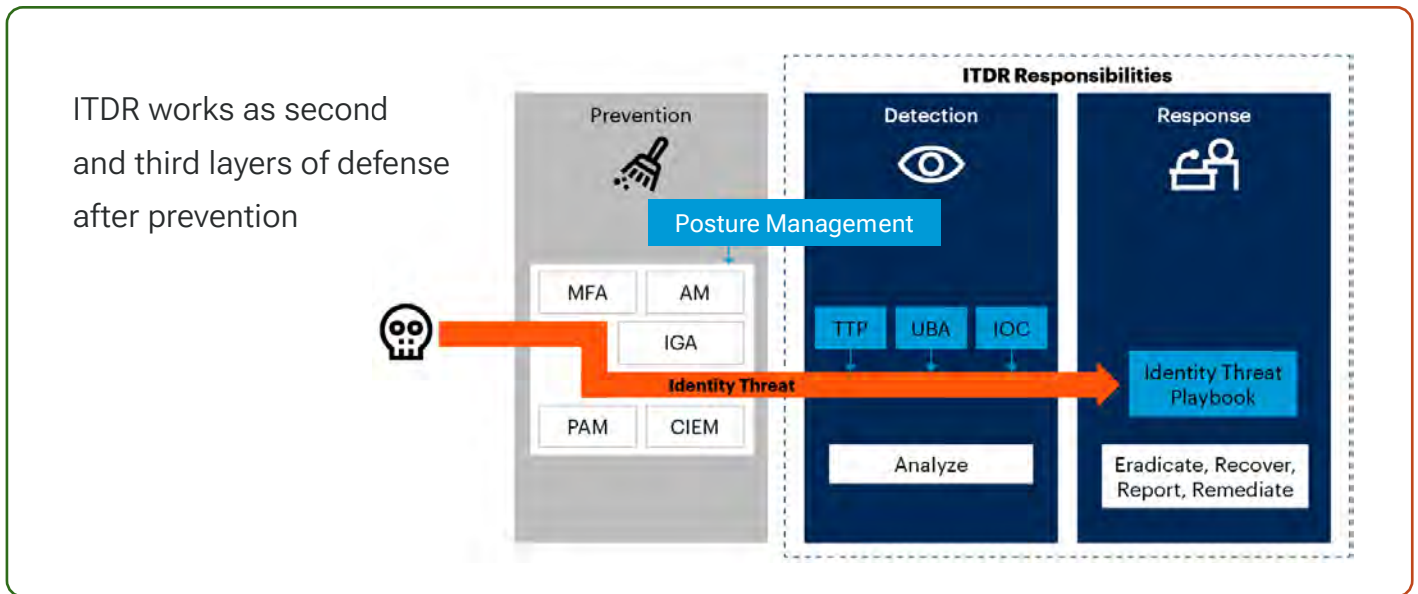 ITDR works as second
and third layers of defense
after prevention
ITDR Responsibilities
Prevention
Detection
Response
Posture Management
MFA
AM
IGA
PAM
CIEM
Identity Threat
TTP
UBA
IOC
Analyze
Identity Threat
Playbook
Eradicate, Recover,
Report, Remediate